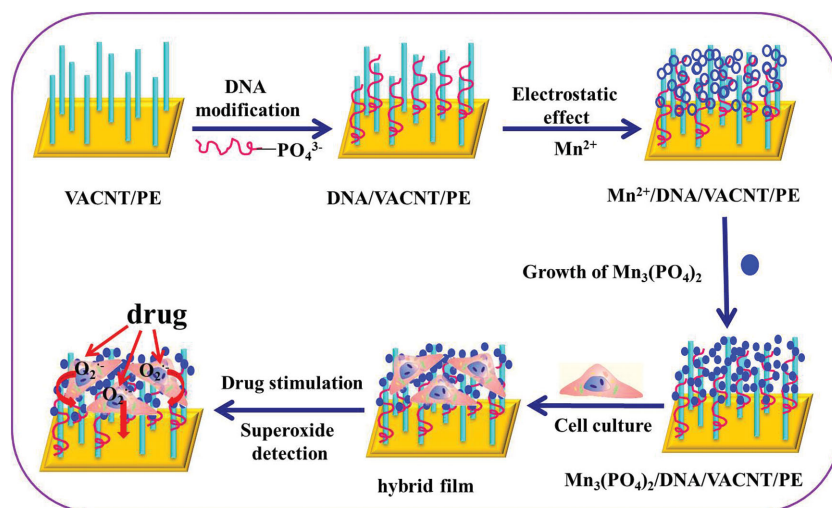 DNA
modification
PO₄³⁻
VACNT/PE
DNA/VACNT/PE
Electrostatic
effect
Mn²⁺
Mn²⁺/DNA/VACNT/PE
Growth of Mn₃(PO₄)₂
Mn₃(PO₄)₂/DNA/VACNT/PE
Cell culture
hybrid film
Drug stimulation
Superoxide
detection
drug
O₂⁻
O₂
O₂